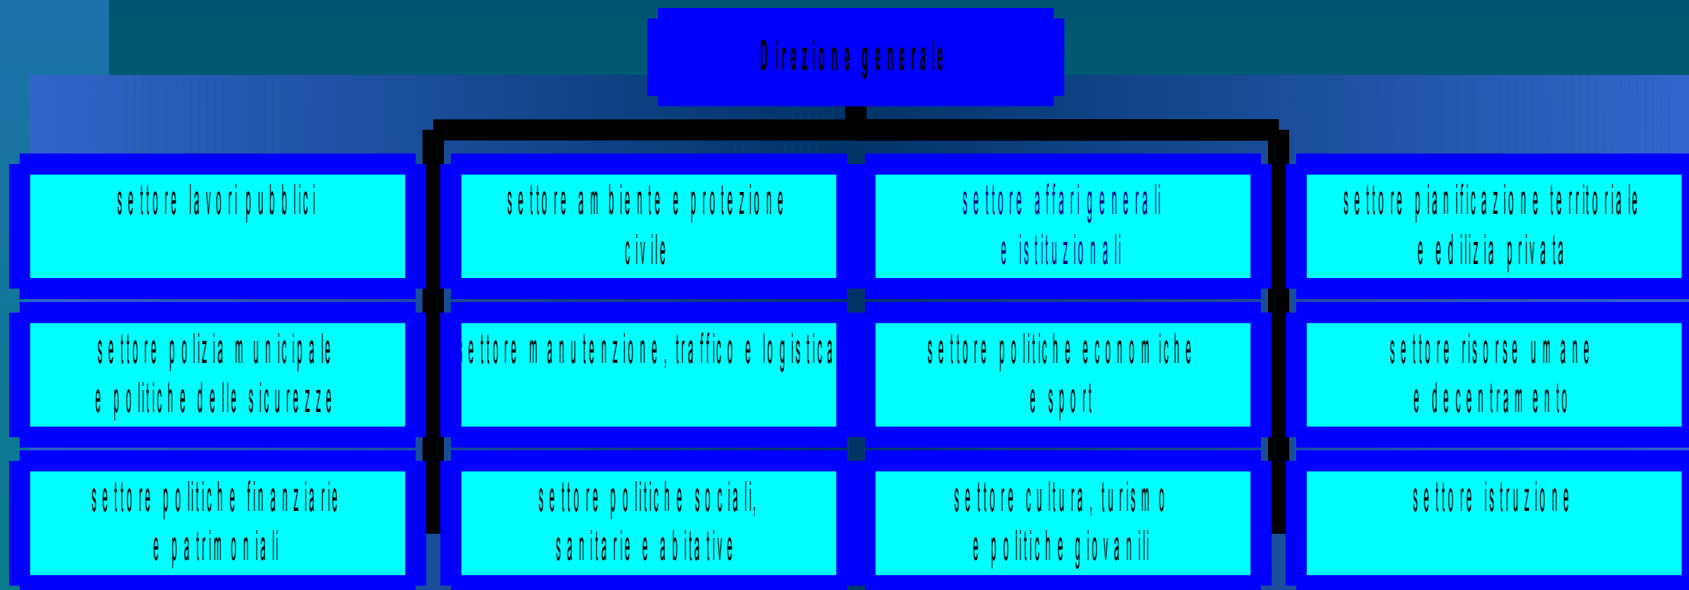 Direzione generale
settore lavori pubblici
settore ambiente e protezione
civile
settore affari generali
e istituzionali
settore pianificazione territoriale
e edilizia privata
settore polizia municipale
e politiche delle sicurezze
settore manutenzione, traffico e logistica
settore politiche economiche
e sport
settore risorse umane
e decentramento
settore politiche finanziarie
e patrimoniali
settore politiche sociali,
sanitarie e abitative
settore cultura, turismo
e politiche giovanili
settore istruzione